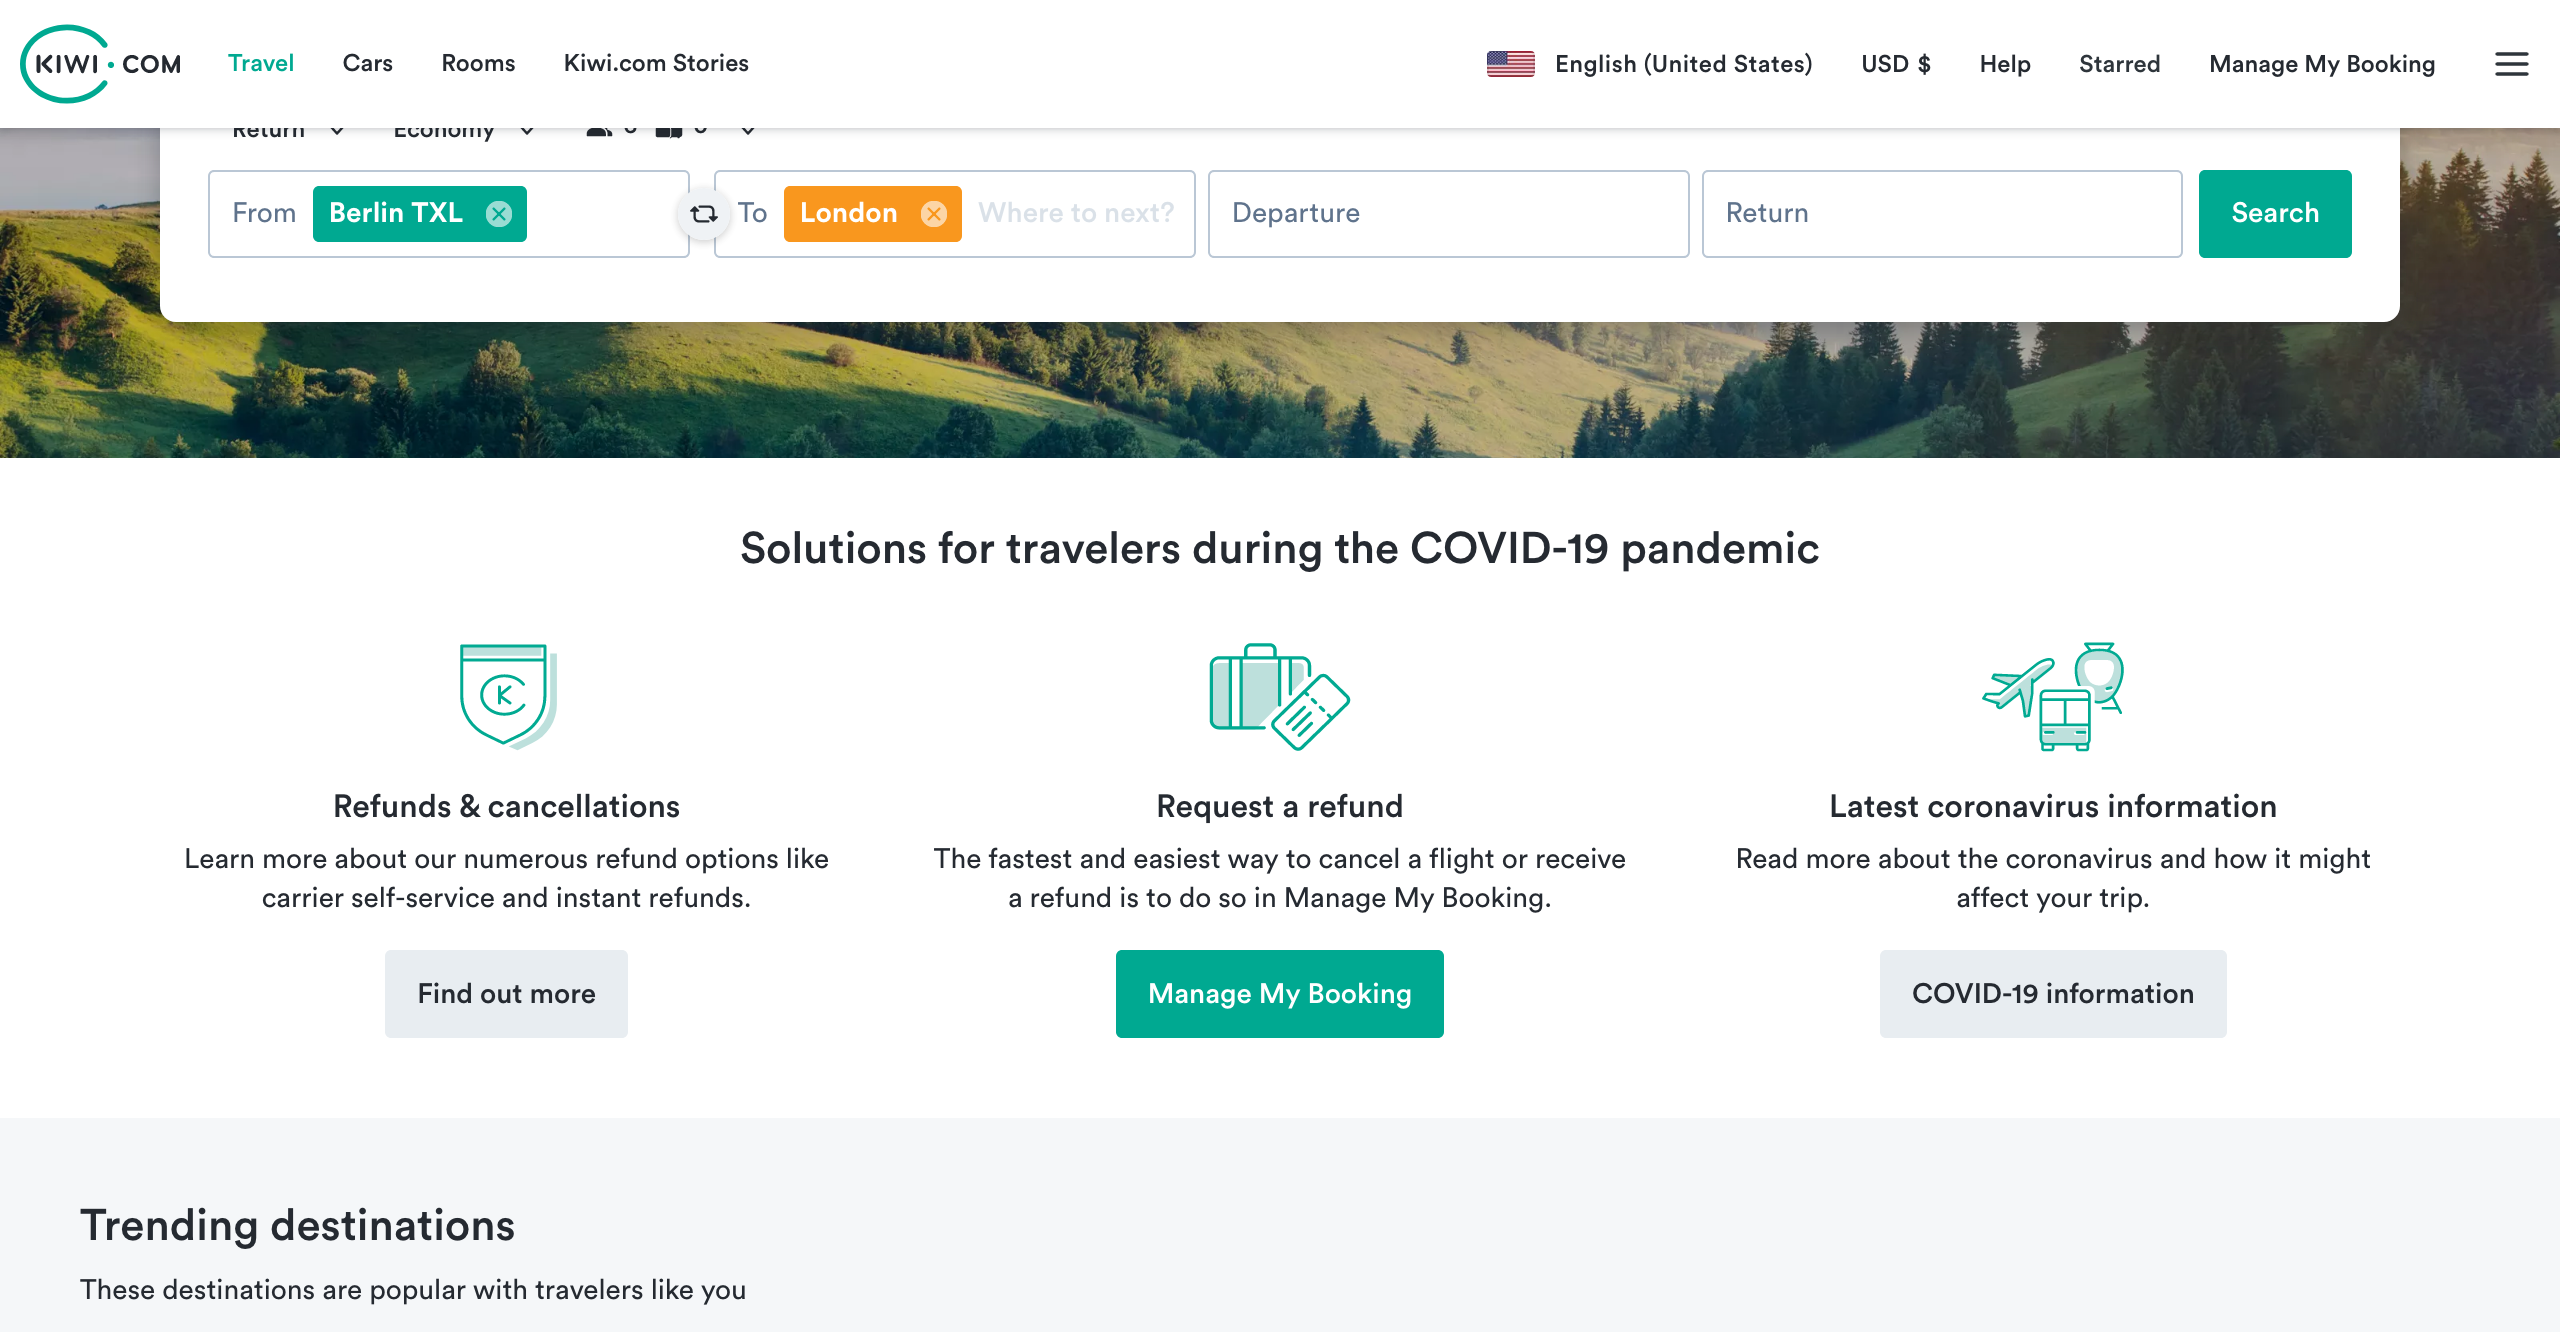 KIWI.COM
Travel
Cars
Rooms
Kiwi.com Stories
English (United States)
USD $
Help
Starred
Manage My Booking
Return
Economy
From
Berlin TXL
To
London
Where to next?
Departure
Return
Search
Solutions for travelers during the COVID-19 pandemic
Refunds & cancellations
Learn more about our numerous refund options like
carrier self-service and instant refunds.
Find out more
Request a refund
The fastest and easiest way to cancel a flight or receive
a refund is to do so in Manage My Booking.
Manage My Booking
Latest coronavirus information
Read more about the coronavirus and how it might
affect your trip.
COVID-19 information
Trending destinations
These destinations are popular with travelers like you